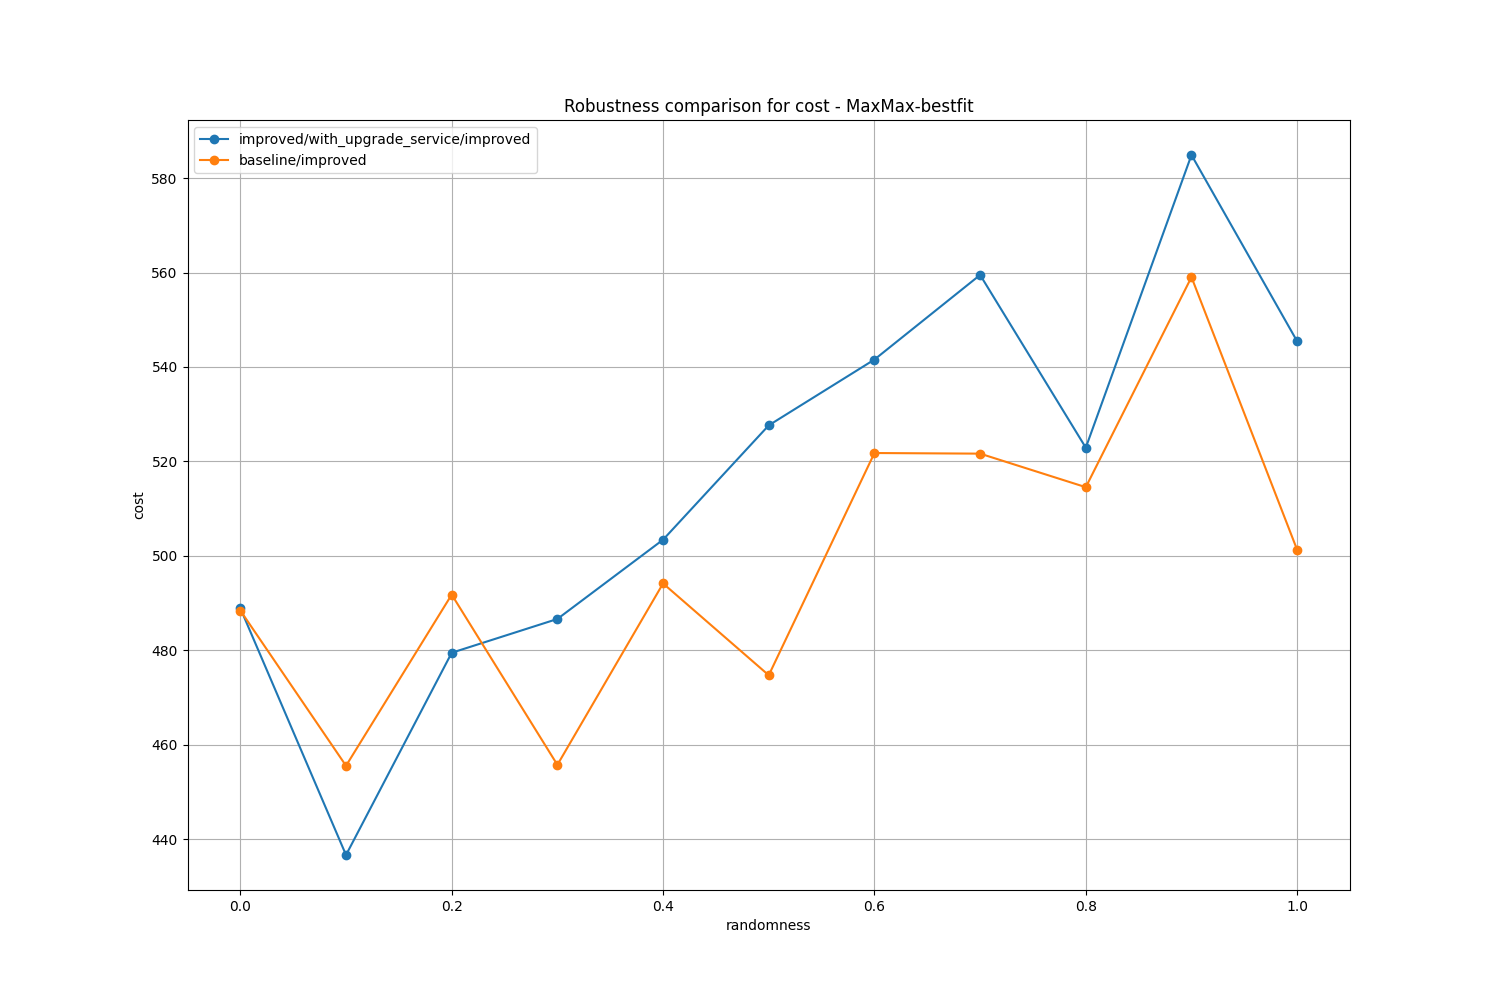 Robustness comparison for cost - MaxMax-bestfit
improved/with_upgrade_service/improved
baseline/improved
580
560
540
520
500
480
460
440
cost
0.0 0.2 0.4 0.6 0.8 1.0
randomness